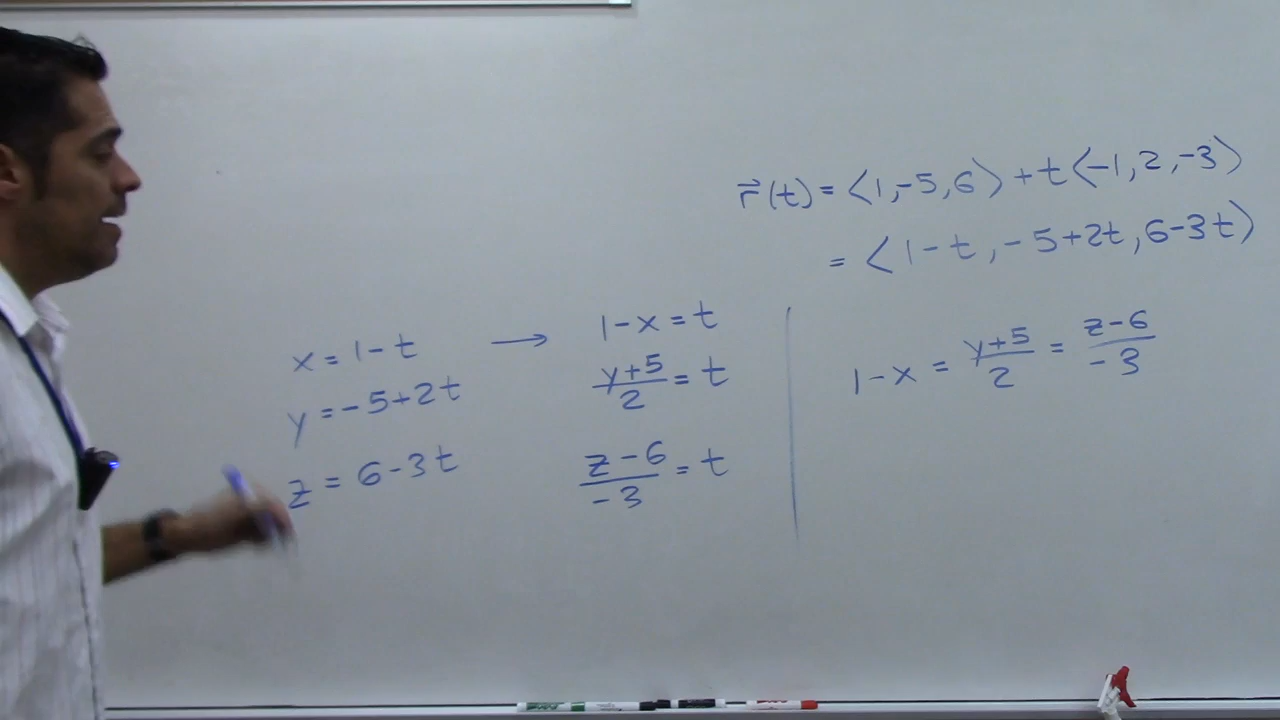 r⃗(t) = ⟨1, -5, 6⟩ + t⟨-1, 2, -3⟩
= ⟨1 - t, -5 + 2t, 6 - 3t⟩
x = 1 - t → 1 - x = t
y = -5 + 2t
z = 6 - 3t
(y + 5)/2 = t
(z - 6)/-3 = t
1 - x = (y + 5)/2 = (z - 6)/-3